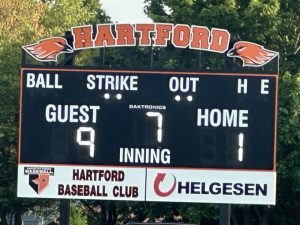 HARTFORD
BALL STRIKE OUT H E
DAKTRONICS
GUEST 7 HOME
9 1
INNING
HARTFORD BASEBALL CLUB
HELGESEN